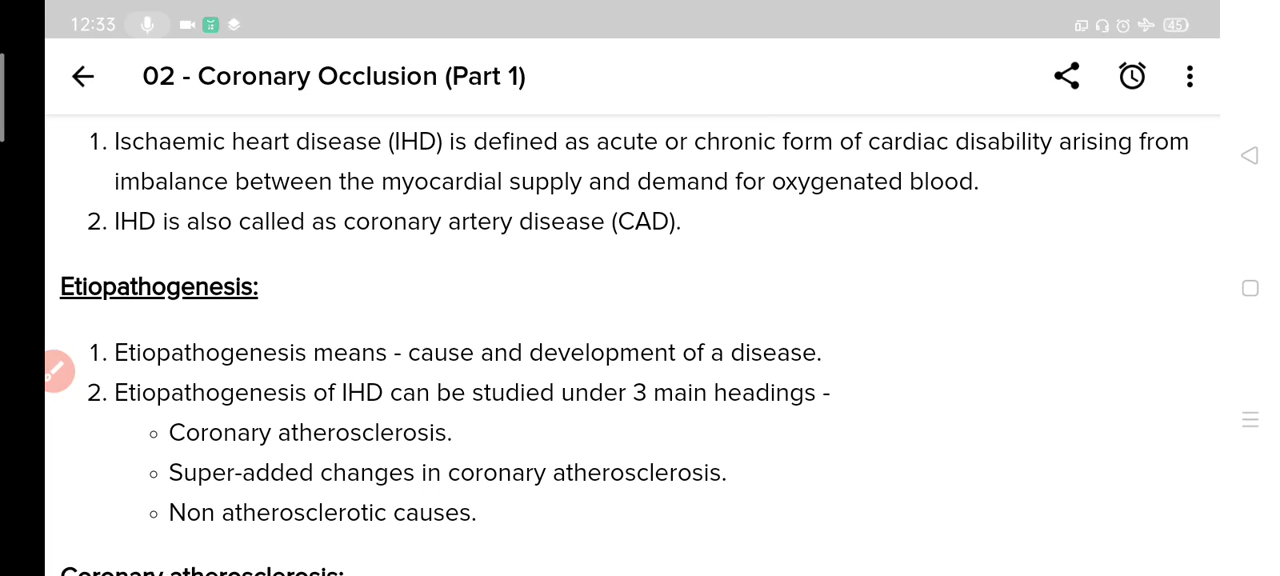 12:33
45
02 - Coronary Occlusion (Part 1)
1. Ischaemic heart disease (IHD) is defined as acute or chronic form of cardiac disability arising from
imbalance between the myocardial supply and demand for oxygenated blood.
2. IHD is also called as coronary artery disease (CAD).
Etiopathogenesis:
1. Etiopathogenesis means - cause and development of a disease.
2. Etiopathogenesis of IHD can be studied under 3 main headings -
◦ Coronary atherosclerosis.
◦ Super-added changes in coronary atherosclerosis.
◦ Non atherosclerotic causes.
Coronary atherosclerosis: